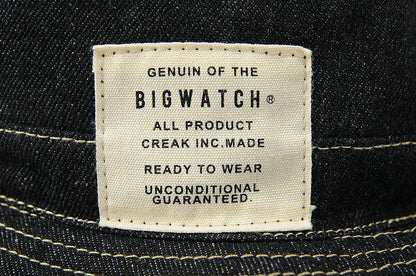 GENUIN OF THE
BIGWATCH®
ALL PRODUCT
CREAK INC.MADE
READY TO WEAR
UNCONDITIONAL
GUARANTEED.